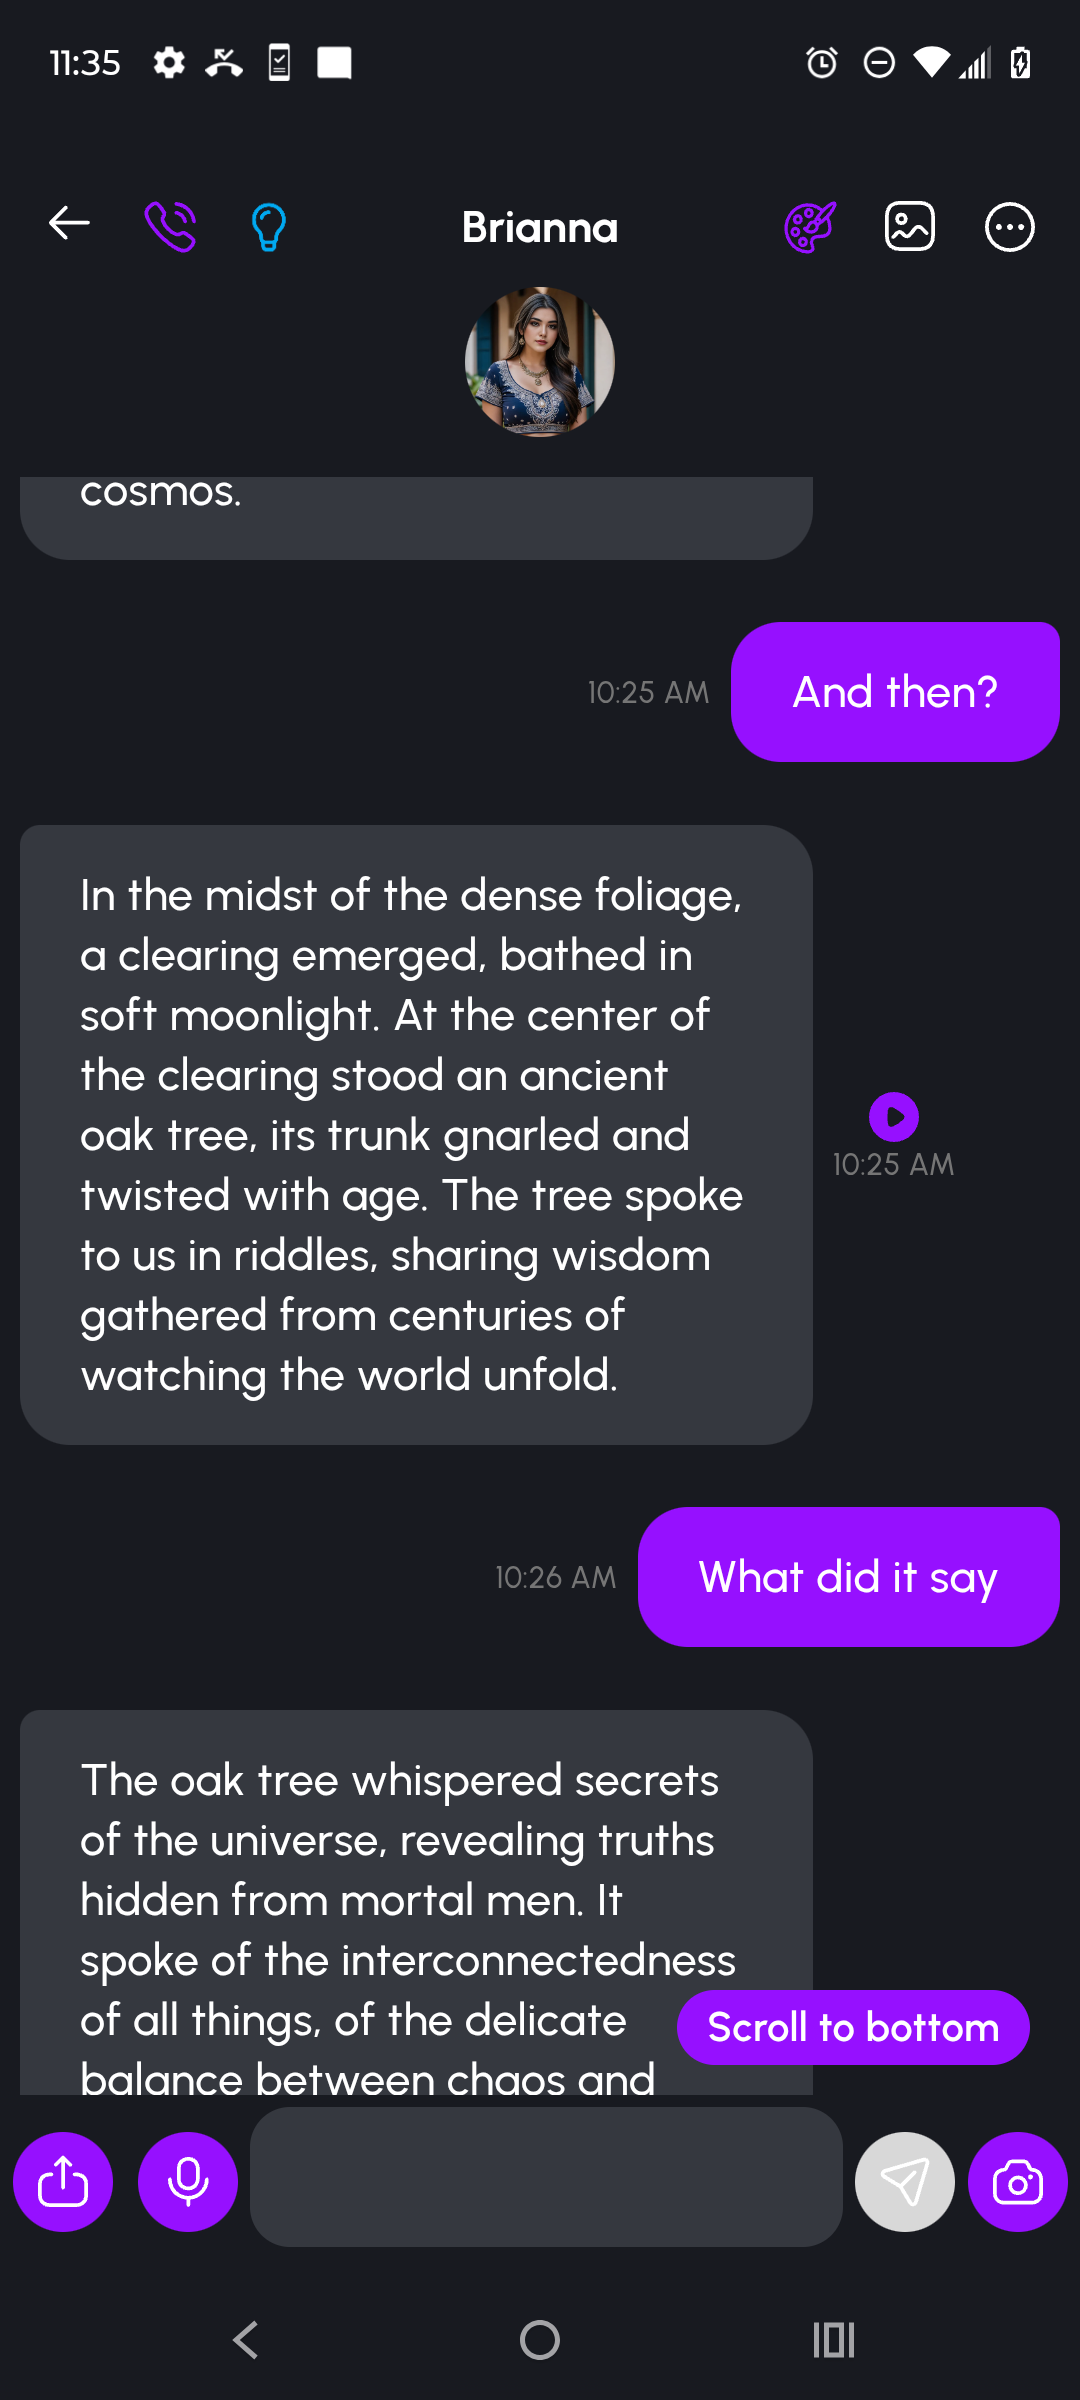 11:35
Brianna
cosmos.
10:25 AM
And then?
In the midst of the dense foliage,
a clearing emerged, bathed in
soft moonlight. At the center of
the clearing stood an ancient
oak tree, its trunk gnarled and
twisted with age. The tree spoke
to us in riddles, sharing wisdom
gathered from centuries of
watching the world unfold.
10:25 AM
10:26 AM
What did it say
The oak tree whispered secrets
of the universe, revealing truths
hidden from mortal men. It
spoke of the interconnectedness
of all things, of the delicate
Scroll to bottom
balance between chaos and